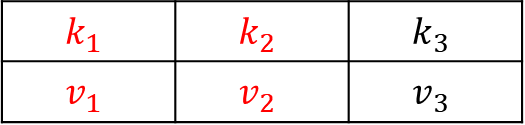 k₁ k₂ k₃
v₁ v₂ v₃